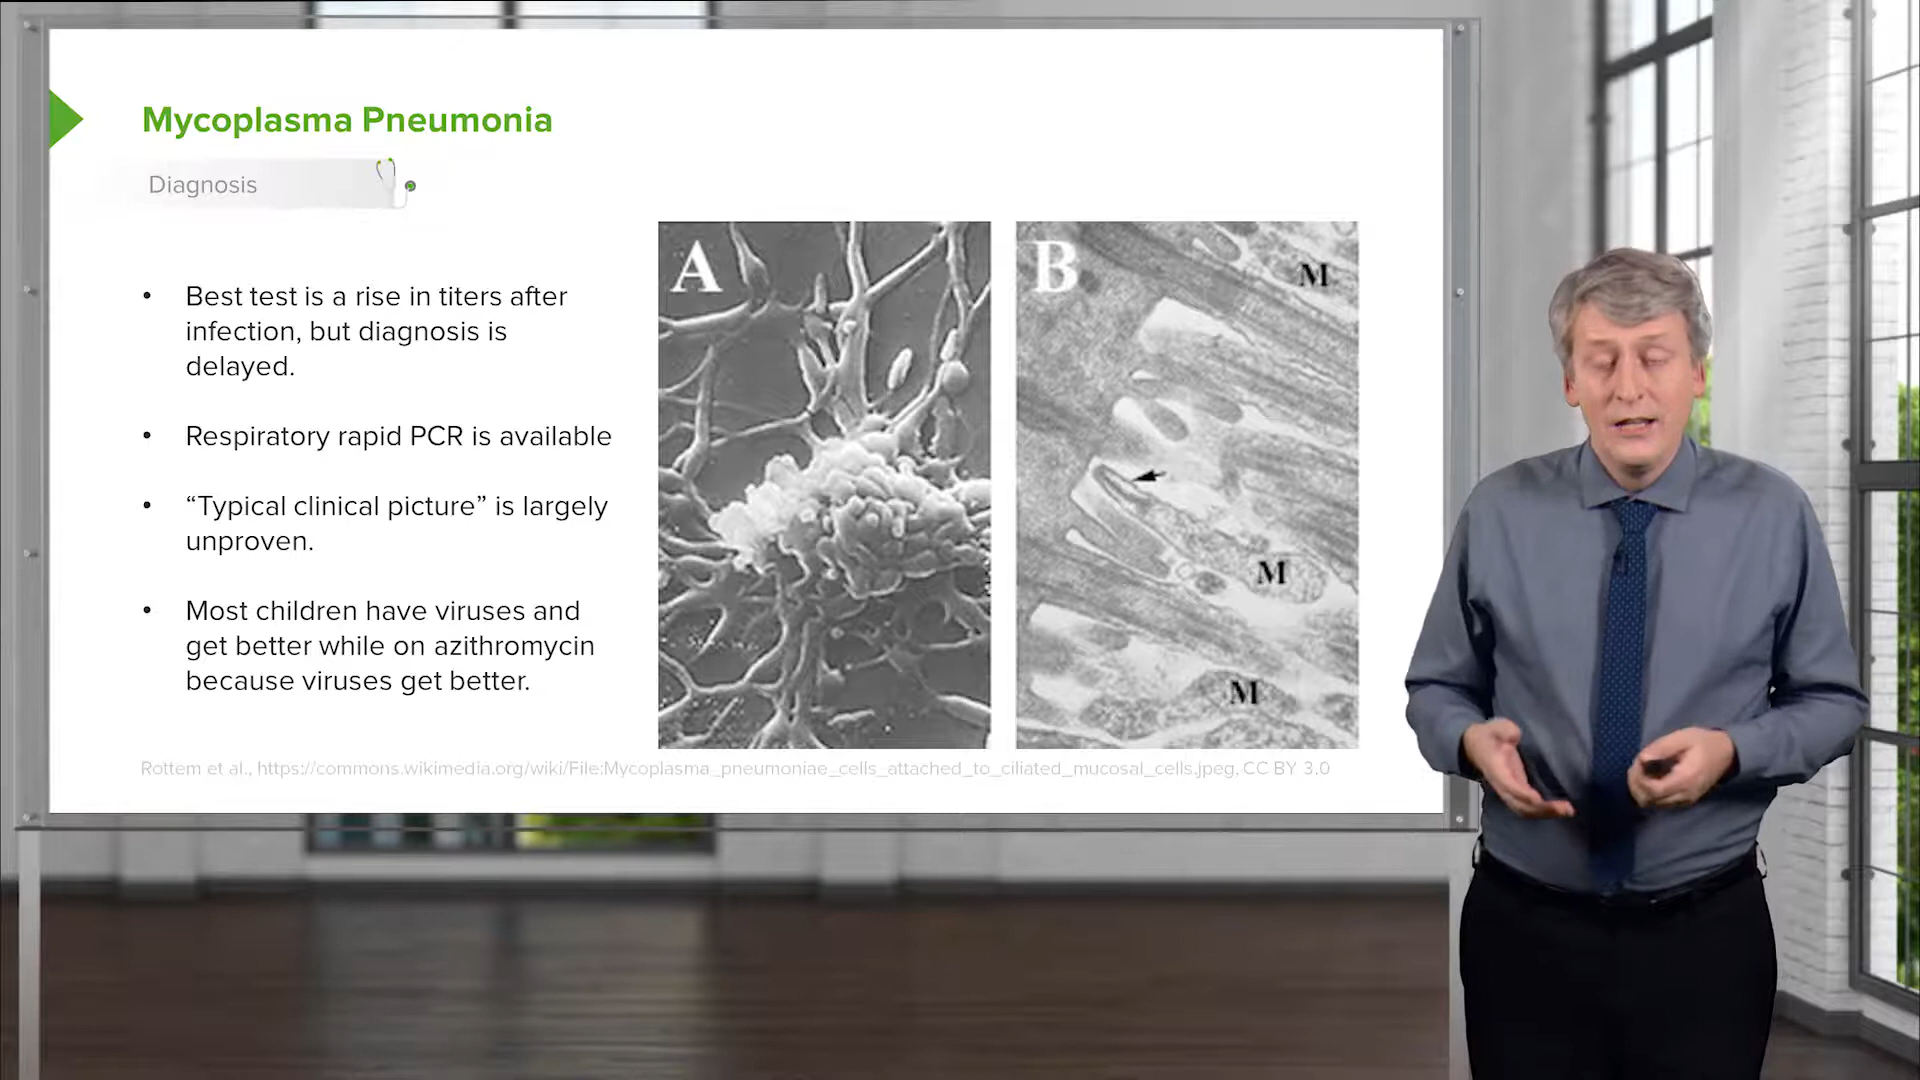 Mycoplasma Pneumonia
Diagnosis
• Best test is a rise in titers after
infection, but diagnosis is
delayed.
• Respiratory rapid PCR is available
• “Typical clinical picture” is largely
unproven.
• Most children have viruses and
get better while on azithromycin
because viruses get better.
A
B
M
M
M
Rottem et al., https://commons.wikimedia.org/wiki/File:Mycoplasma_pneumoniae_cells_attached_to_ciliated_mucosal_cells.jpeg, CC BY 3.0